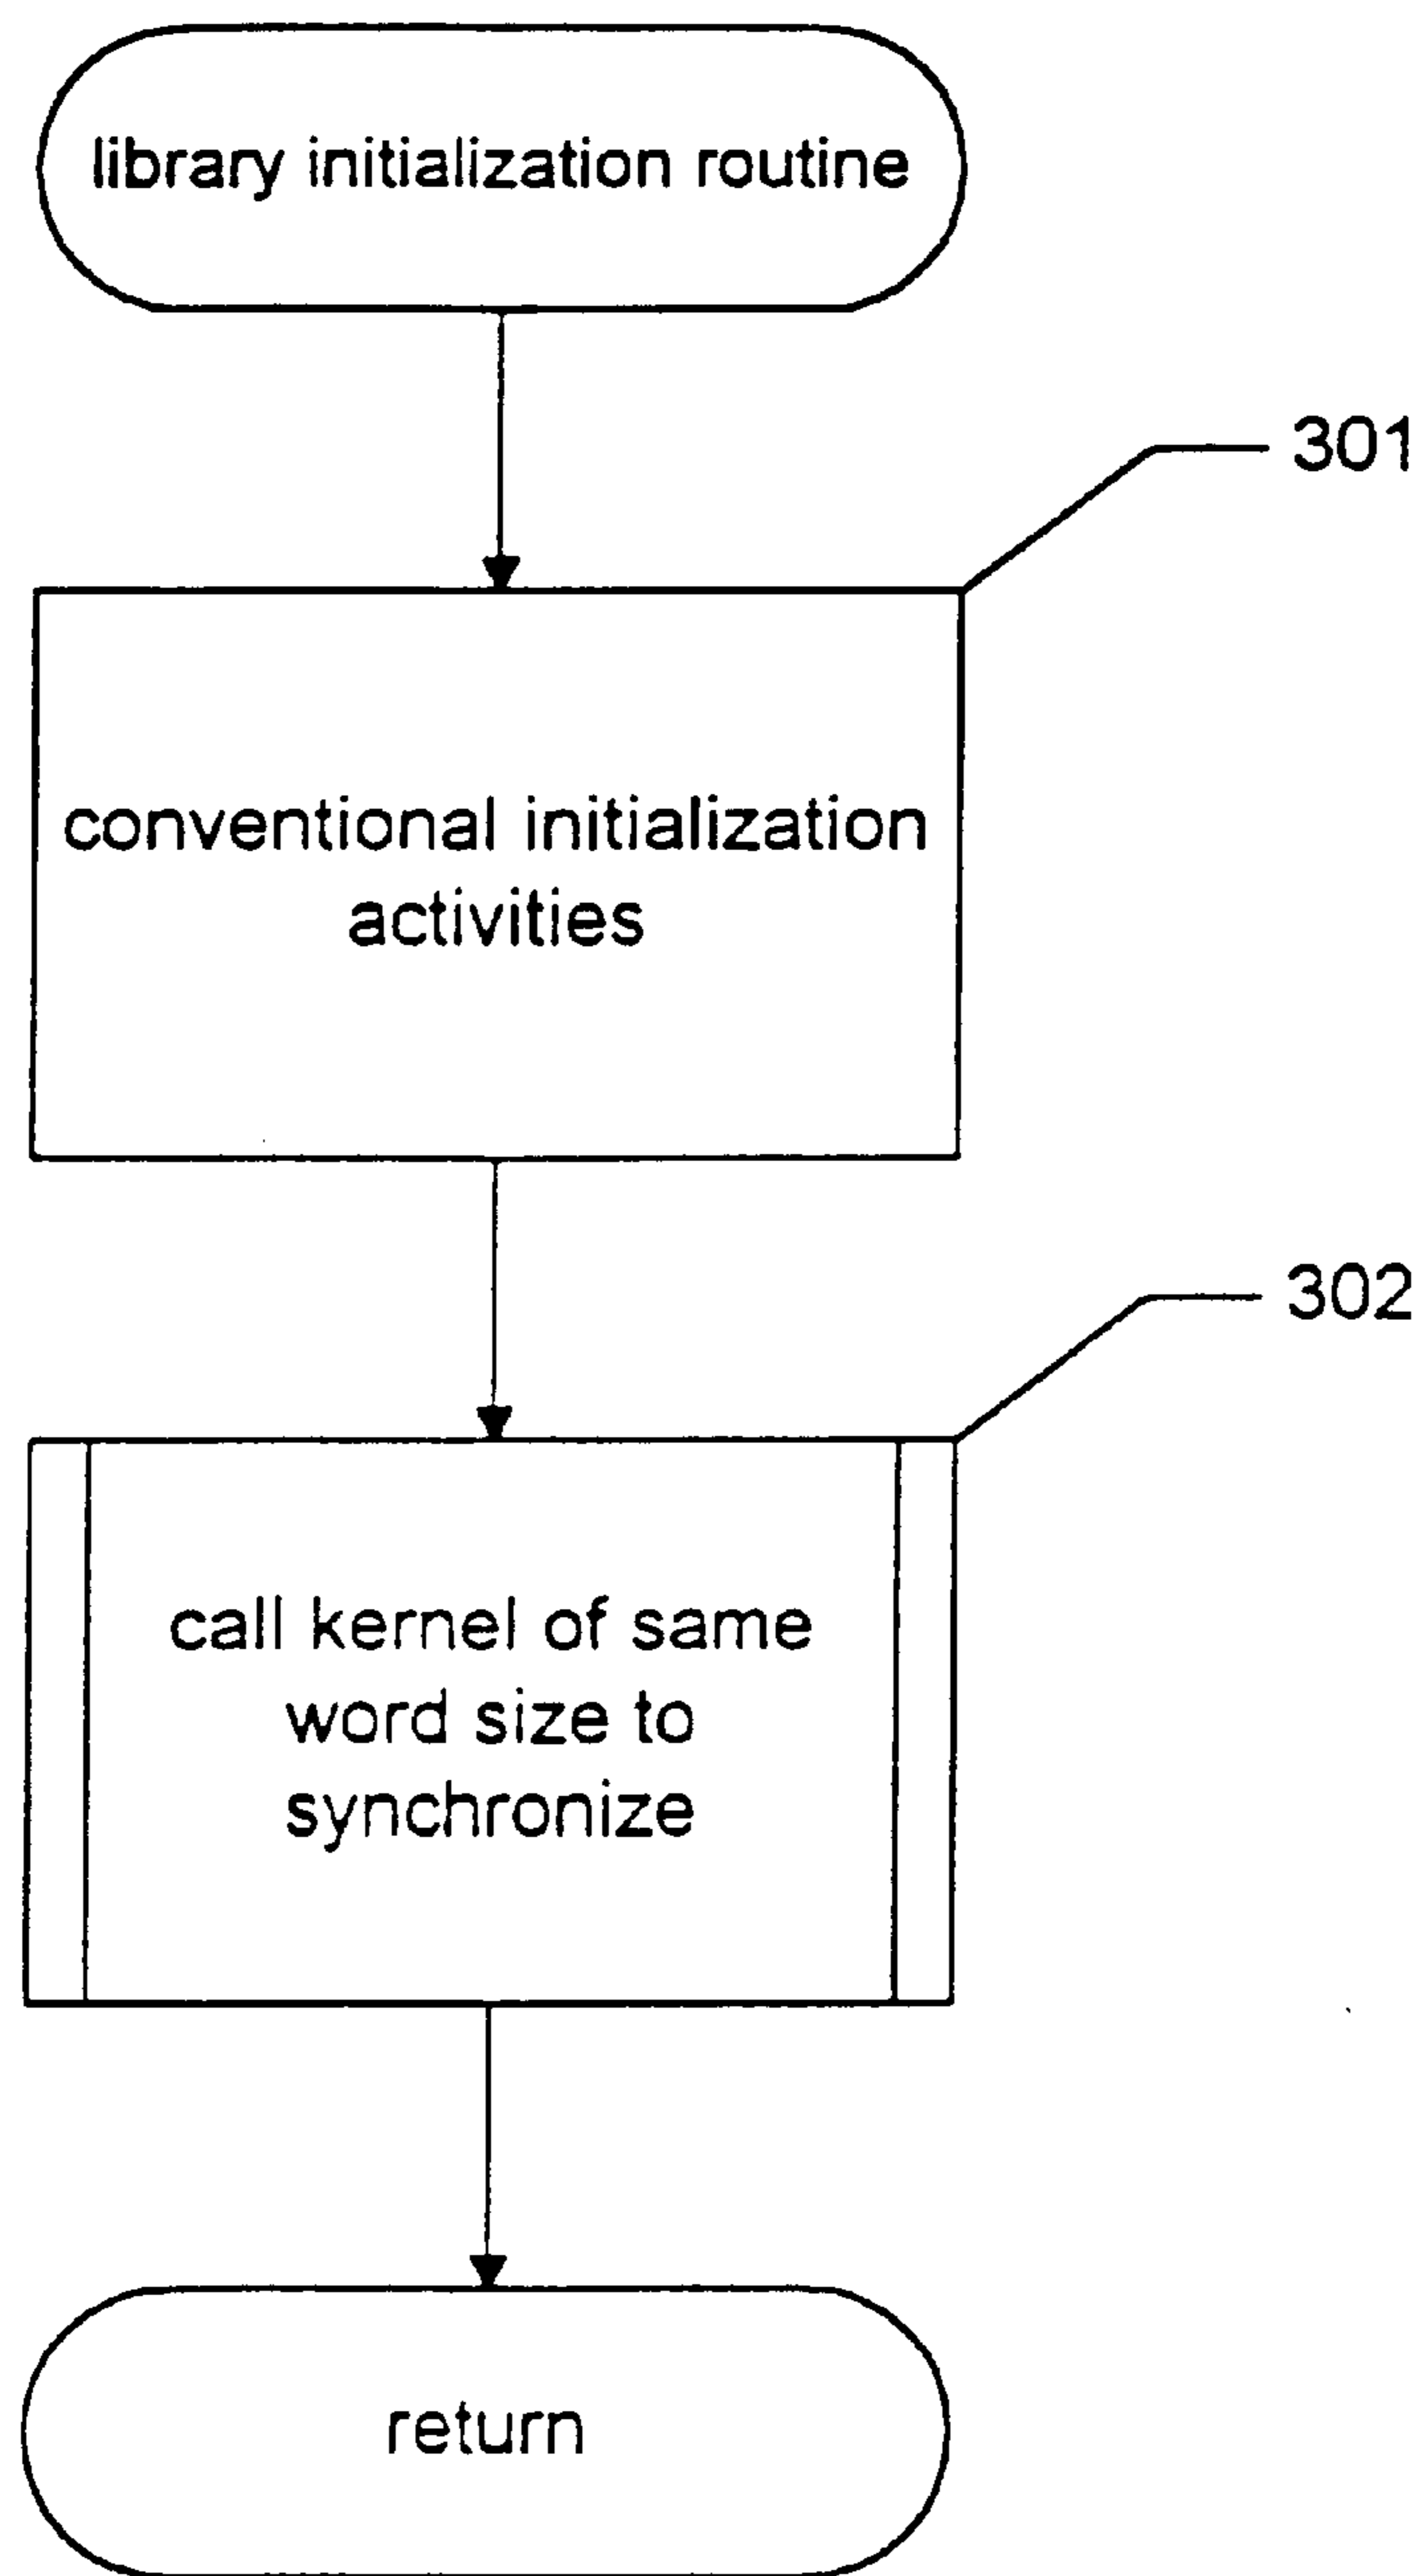 library initialization routine
301
conventional initialization
activities
302
call kernel of same
word size to
synchronize
return